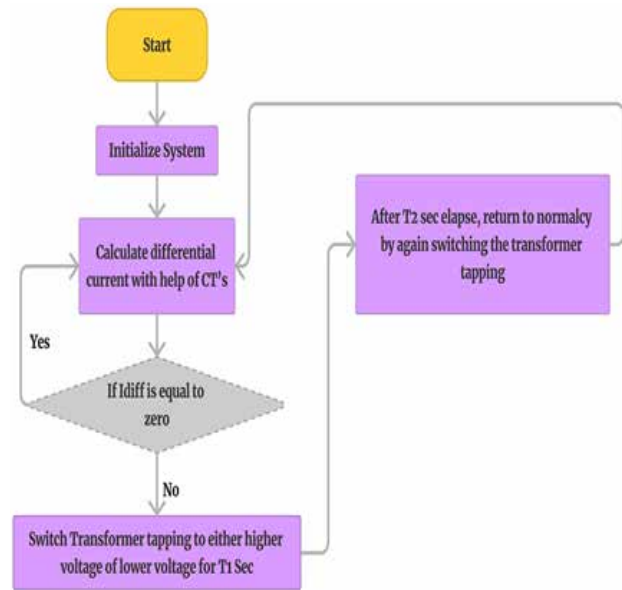 Start
Initialize System
Calculate differential
current with help of CT's
Yes
If Idiff is equal to
zero
No
Switch Transformer tapping to either higher
voltage of lower voltage for T1 Sec
After T2 sec elapse, return to normalcy
by again switching the transformer
tapping